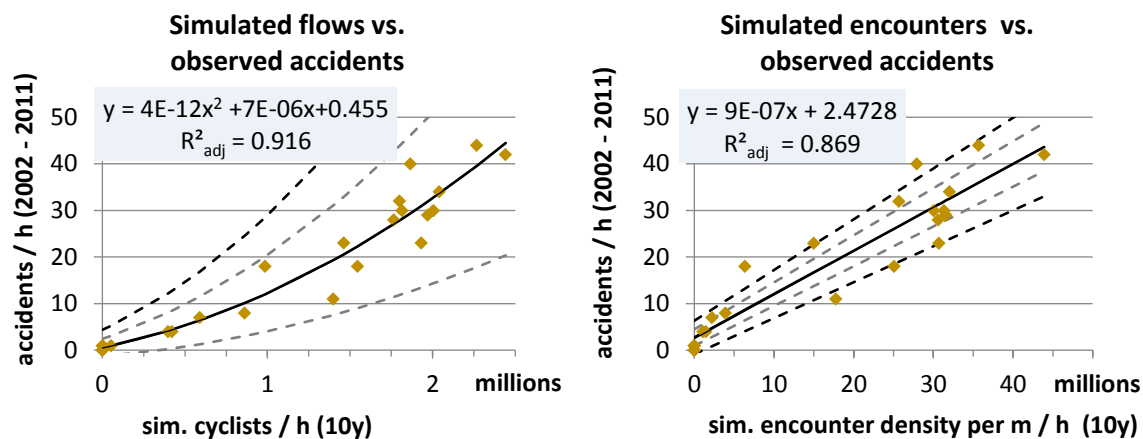 Simulated flows vs.
observed accidents
y = 4E-12x² +7E-06x+0.455
R²adj = 0.916
accidents / h (2002 - 2011)
50
40
30
20
10
0
0
1
2
millions
sim. cyclists / h (10y)
Simulated encounters vs.
observed accidents
y = 9E-07x + 2.4728
R²adj = 0.869
accidents / h (2002 - 2011)
50
40
30
20
10
0
0
10
20
30
40
millions
sim. encounter density per m / h (10y)